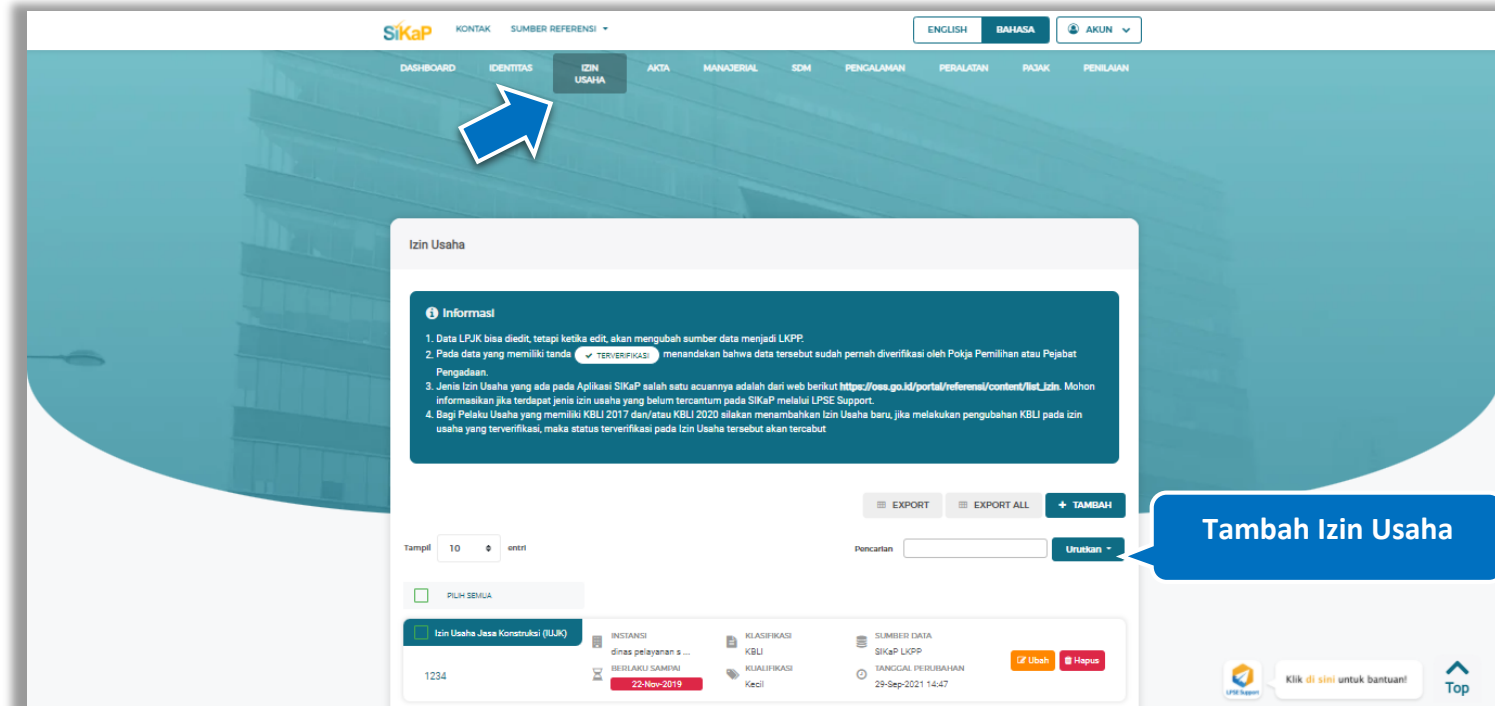 SiKaP
KONTAK
SUMBER REFERENSI
ENGLISH
BAHASA
AKUN
DASHBOARD
IDENTITAS
IZIN
USAHA
AKTA
MANAJERIAL
SDM
PENGALAMAN
PERALATAN
PAJAK
PENILAIAN
Izin Usaha
Informasi
1. Data LPJK bisa diedit, tetapi ketika edit, akan mengubah sumber data menjadi LKPP.
2. Pada data yang memiliki tanda TERVERIFIKASI menandakan bahwa data tersebut sudah pernah diverifikasi oleh Pokja Pemilihan atau Pejabat
Pengadaan.
3. Jenis Izin Usaha yang ada pada Aplikasi SIKaP salah satu acuannya adalah dari web berikut https://oss.go.id/portal/referensi/content/list_izin. Mohon
informasikan jika terdapat jenis izin usaha yang belum tercantum pada SIKaP melalui LPSE Support.
4. Bagi Pelaku Usaha yang memiliki KBLI 2017 dan/atau KBLI 2020 silakan menambahkan Izin Usaha baru, jika melakukan pengubahan KBLI pada izin
usaha yang terverifikasi, maka status terverifikasi pada Izin Usaha tersebut akan tercabut
EXPORT
EXPORT ALL
+ TAMBAH
Tambah Izin Usaha
Tampil 10 entri
Pencarian
Urutkan
PILIH SEMUA
Izin Usaha Jasa Konstruksi (IUJK)
1234
INSTANSI
dinas pelayanan s ...
BERLAKU SAMPAI
22-Nov-2019
KLASIFIKASI
KBLI
KUALIFIKASI
Kecil
SUMBER DATA
SIKaP LKPP
TANGGAL PERUBAHAN
29-Sep-2021 14:47
Ubah
Hapus
LPSE Support
Klik di sini untuk bantuan!
Top